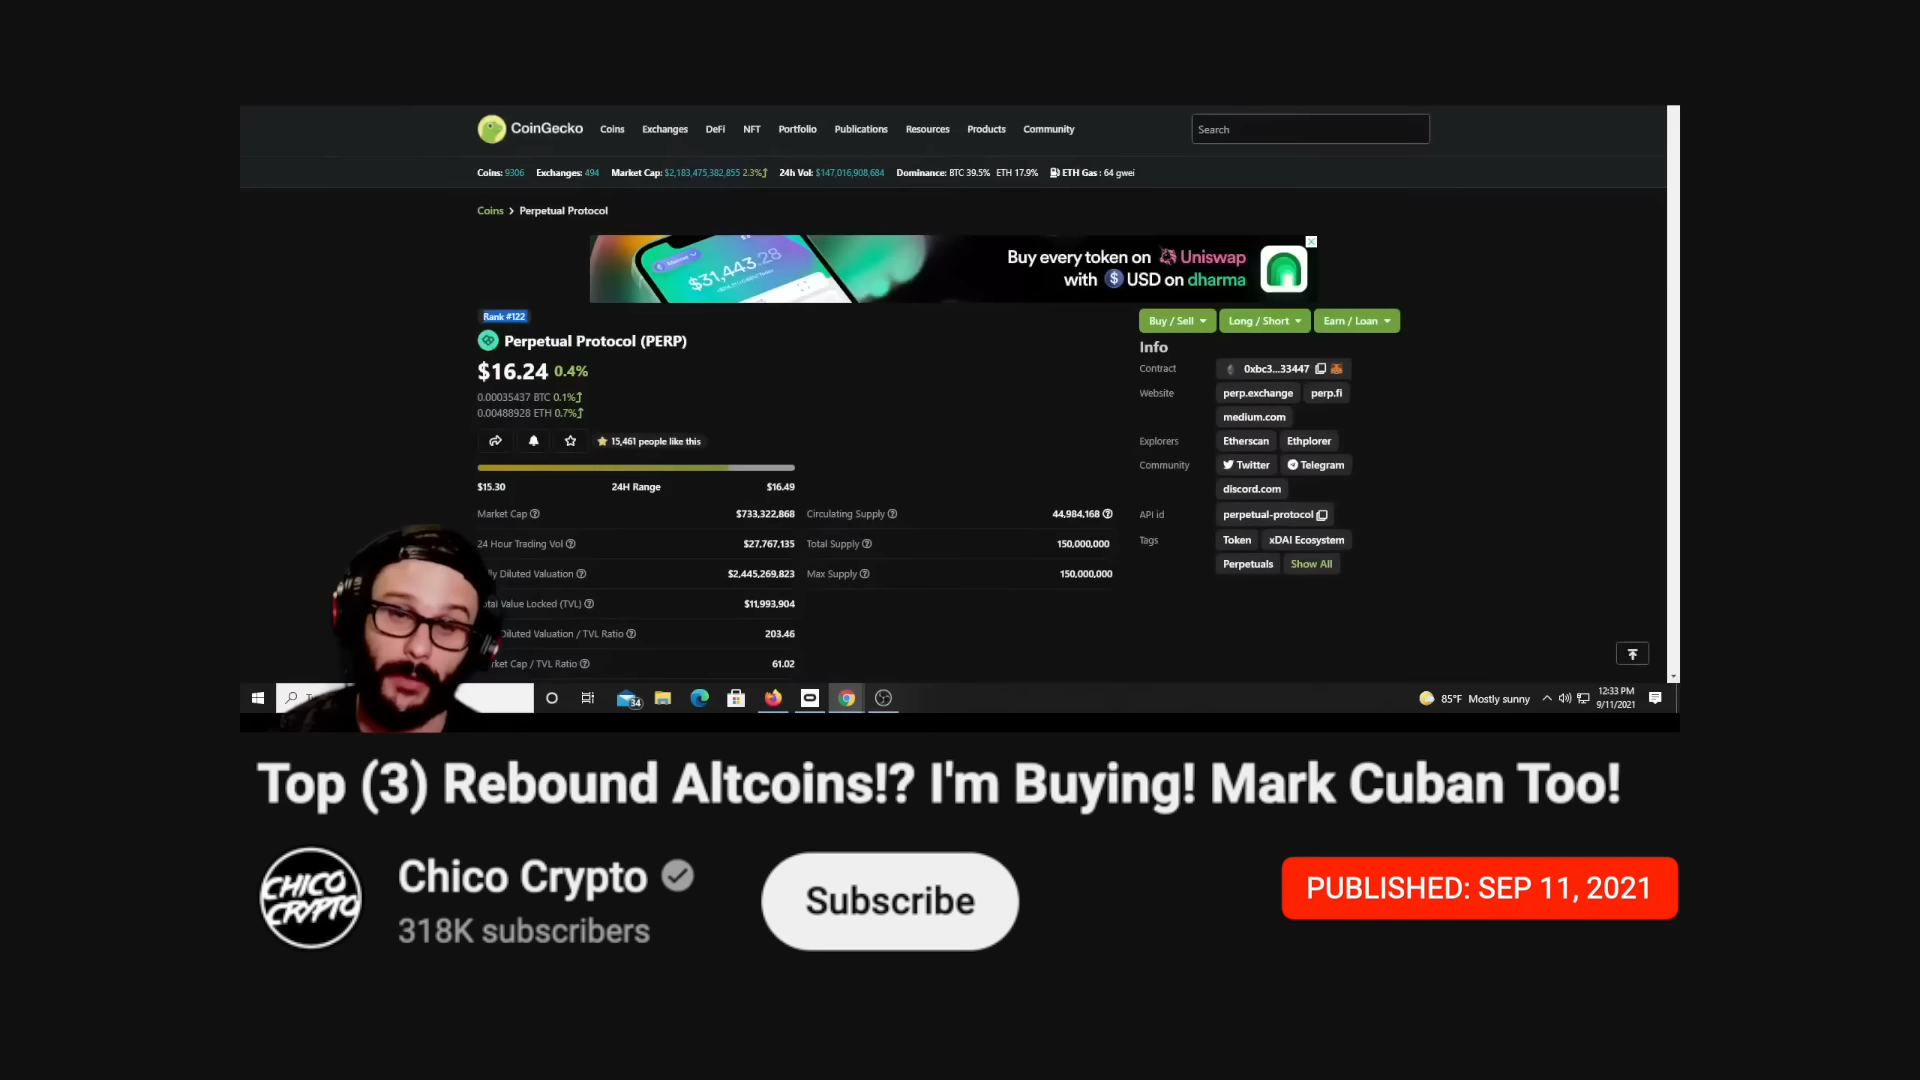 CoinGecko Coins Exchanges DeFi NFT Portfolio Publications Resources Products Community Search
Coins: 9306 Exchanges: 494 Market Cap: $2,183,475,382,855 2.3% 24h Vol: $147,016,908,684 Dominance: BTC 39.5% ETH 17.9% ETH Gas: 64 gwei
Coins > Perpetual Protocol
$31,443.28
Buy every token on Uniswap
with $ USD on dharma
Rank #122
Perpetual Protocol (PERP)
$16.24 0.4%
0.00035437 BTC 0.1%
0.00488928 ETH 0.7%
15,461 people like this
$15.30 24H Range $16.49
Market Cap $733,322,868
24 Hour Trading Vol $27,767,135
Diluted Valuation $2,445,269,823
Value Locked (TVL) $11,993,904
Diluted Valuation / TVL Ratio 203.46
Cap / TVL Ratio 61.02
Circulating Supply 44,984,168
Total Supply 150,000,000
Max Supply 150,000,000
Buy / Sell Long / Short Earn / Loan
Info
Contract 0xbc3...33447
Website perp.exchange perp.fi
medium.com
Explorers Etherscan Ethplorer
Community Twitter Telegram
discord.com
API id perpetual-protocol
Tags Token xDAI Ecosystem
Perpetuals Show All
34
85°F Mostly sunny
12:33 PM
9/11/2021
Top (3) Rebound Altcoins!? I'm Buying! Mark Cuban Too!
CHICO
CRYPTO
Chico Crypto
318K subscribers
Subscribe
PUBLISHED: SEP 11, 2021